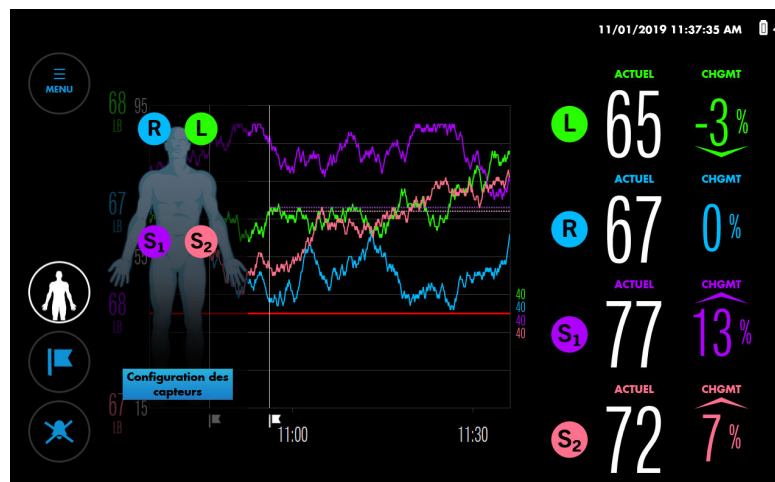 11/01/2019 11:37:35 AM
MENU
ACTUEL CHGMT
L 65 -3 %
ACTUEL CHGMT
R 67 0 %
ACTUEL CHGMT
S1 77 13 %
ACTUEL CHGMT
S2 72 7 %
68 95
LB
R L
67
LB
S1 S2
55
68
LB
40
40
40
40
Configuration des
capteurs
67 15
LB
11:00 11:30